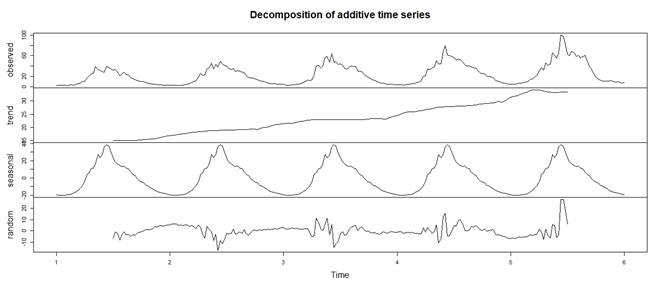 Decomposition of additive time series
observed
0 20 60 100
trend
15 20 25 30
seasonal
-20 0 20 40
random
-10 0 10 20
1 2 3 4 5 6
Time